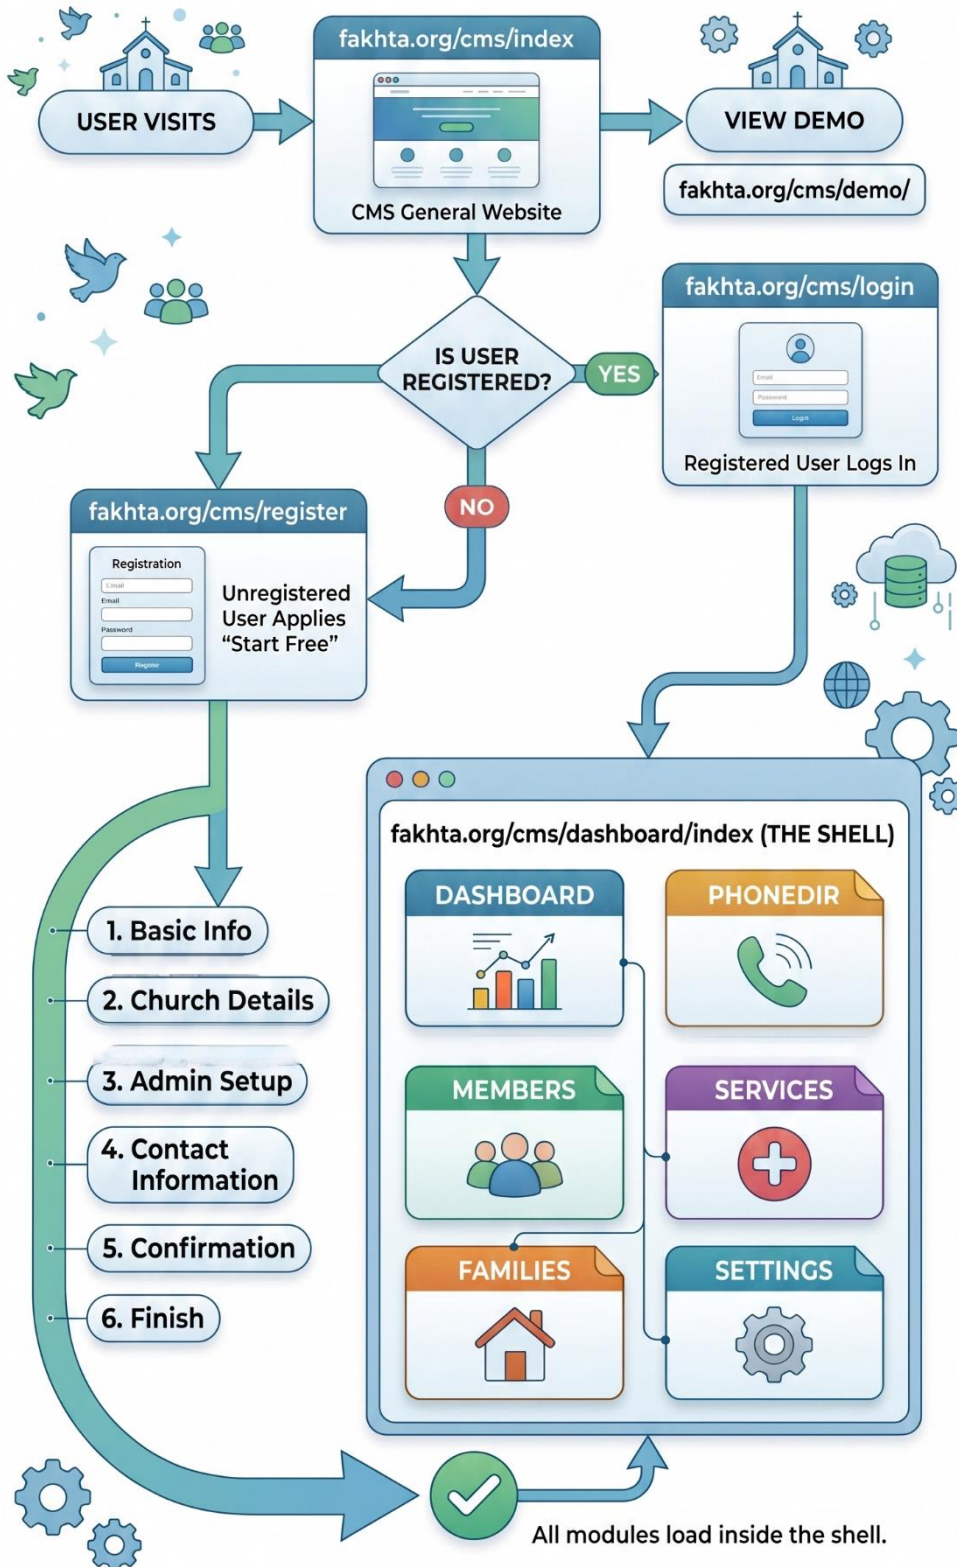 USER VISITS
fakhta.org/cms/index
CMS General Website
VIEW DEMO
fakhta.org/cms/demo/
IS USER
REGISTERED?
YES
fakhta.org/cms/login
Email
Password
Login
Registered User Logs In
NO
fakhta.org/cms/register
Registration
Email
Password
Register
Unregistered
User Applies
“Start Free”
1. Basic Info
2. Church Details
3. Admin Setup
4. Contact
Information
5. Confirmation
6. Finish
fakhta.org/cms/dashboard/index (THE SHELL)
DASHBOARD
PHONEDIR
MEMBERS
SERVICES
FAMILIES
SETTINGS
All modules load inside the shell.